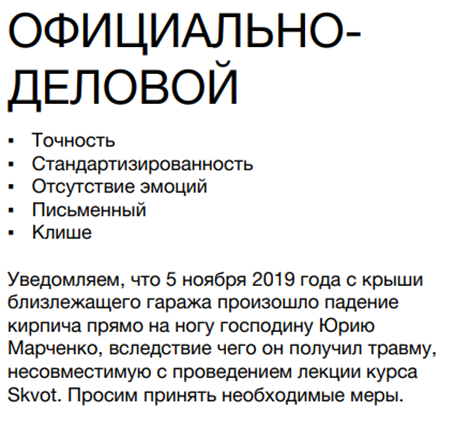 ОФИЦИАЛЬНО-
ДЕЛОВОЙ
▪ Точность
▪ Стандартизированность
▪ Отсутствие эмоций
▪ Письменный
▪ Клише
Уведомляем, что 5 ноября 2019 года с крыши
близлежащего гаража произошло падение
кирпича прямо на ногу господину Юрию
Марченко, вследствие чего он получил травму,
несовместимую с проведением лекции курса
Skvot. Просим принять необходимые меры.